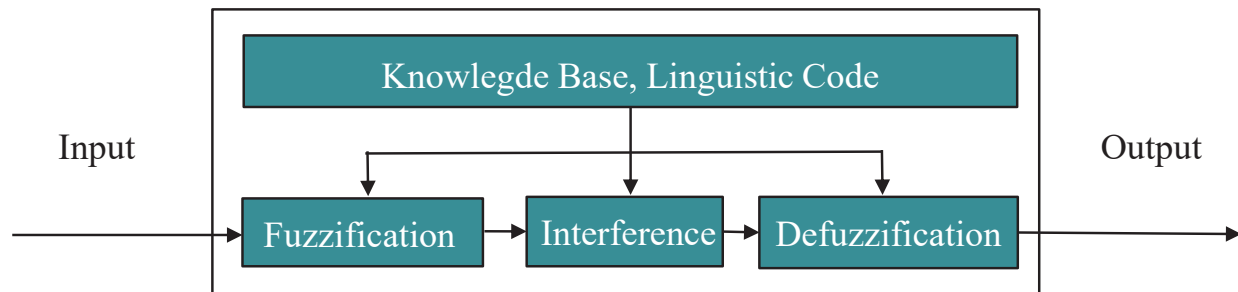 Knowlegde Base, Linguistic Code
Input
Output
Fuzzification
Interference
Defuzzification